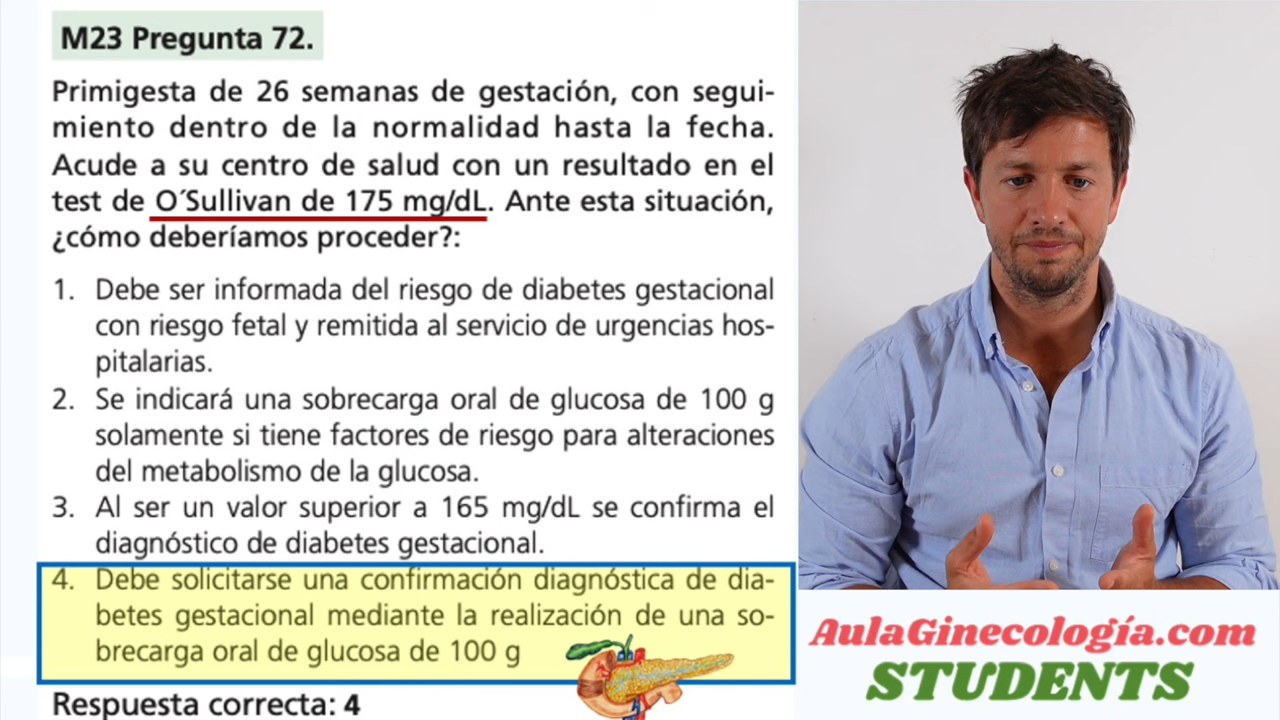 M23 Pregunta 72.
Primigesta de 26 semanas de gestación, con segui-
miento dentro de la normalidad hasta la fecha.
Acude a su centro de salud con un resultado en el
test de O´Sullivan de 175 mg/dL. Ante esta situación,
¿cómo deberíamos proceder?:
1. Debe ser informada del riesgo de diabetes gestacional
con riesgo fetal y remitida al servicio de urgencias hos-
pitalarias.
2. Se indicará una sobrecarga oral de glucosa de 100 g
solamente si tiene factores de riesgo para alteraciones
del metabolismo de la glucosa.
3. Al ser un valor superior a 165 mg/dL se confirma el
diagnóstico de diabetes gestacional.
4. Debe solicitarse una confirmación diagnóstica de dia-
betes gestacional mediante la realización de una so-
brecarga oral de glucosa de 100 g
Respuesta correcta: 4
AulaGinecología.com
STUDENTS